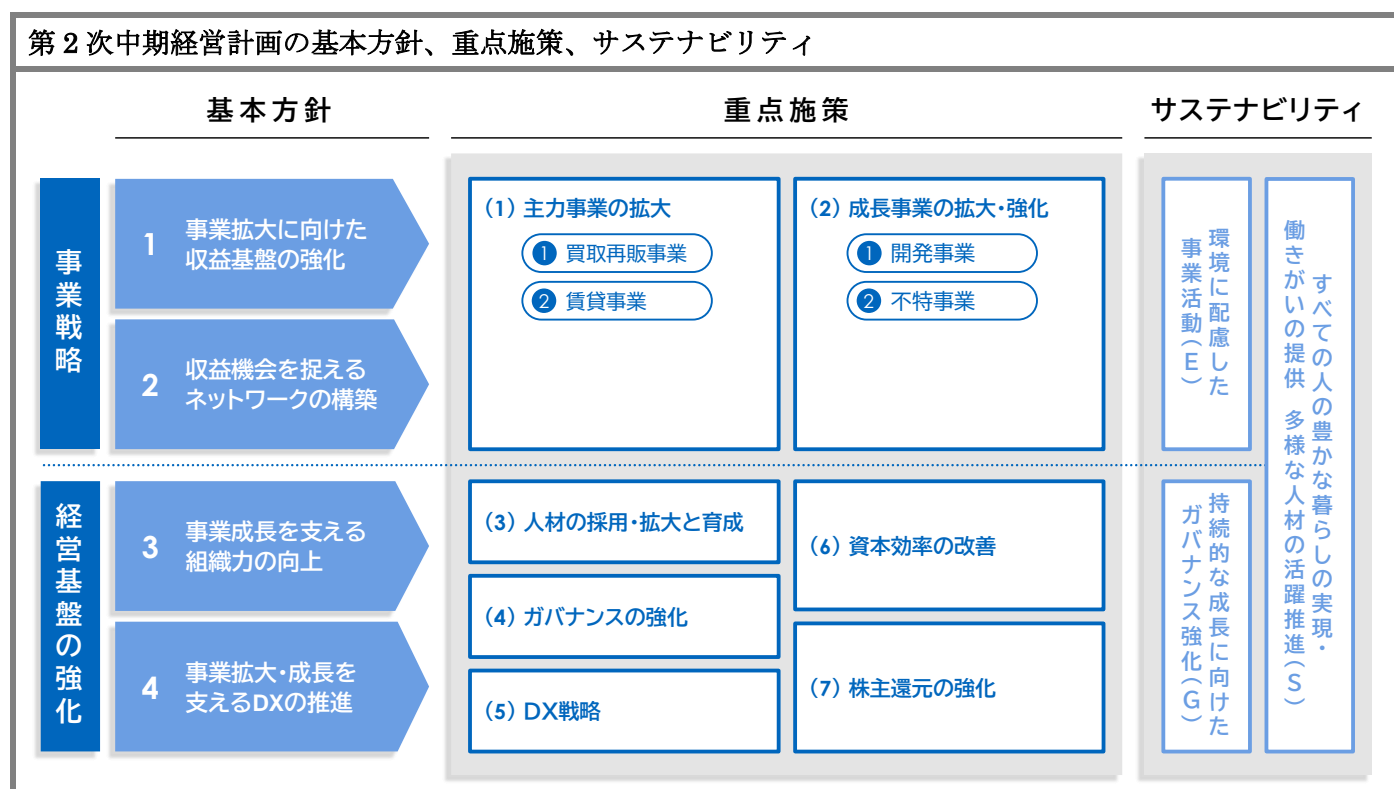 第2次中期経営計画の基本方針、重点施策、サステナビリティ
基本方針
重点施策
サステナビリティ
事業戦略
1
事業拡大に向けた
収益基盤の強化
2
収益機会を捉える
ネットワークの構築
(1) 主力事業の拡大
❶ 買取再販事業
❷ 賃貸事業
(2) 成長事業の拡大・強化
❶ 開発事業
❷ 不特事業
環境に配慮した
事業活動(E)
すべての人の豊かな暮らしの実現・
働きがいの提供 多様な人材の活躍推進(S)
経営基盤の強化
3
事業成長を支える
組織力の向上
4
事業拡大・成長を
支えるDXの推進
(3) 人材の採用・拡大と育成
(4) ガバナンスの強化
(5) DX戦略
(6) 資本効率の改善
(7) 株主還元の強化
持続的な成長に向けた
ガバナンス強化(G)